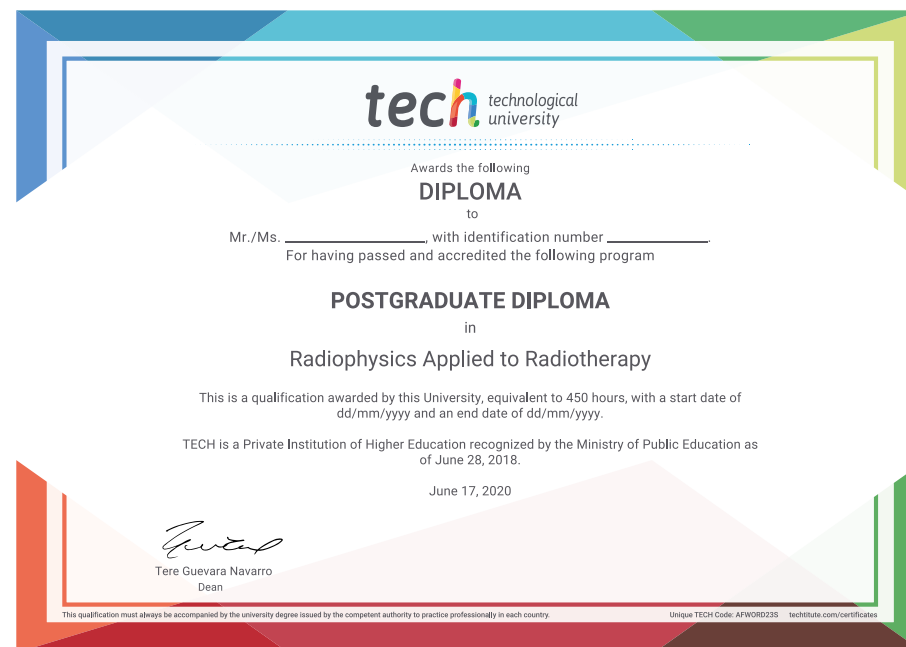 tech technological
university
Awards the following
DIPLOMA
to
Mr./Ms. ____________________, with identification number ______________.
For having passed and accredited the following program
POSTGRADUATE DIPLOMA
in
Radiophysics Applied to Radiotherapy
This is a qualification awarded by this University, equivalent to 450 hours, with a start date of
dd/mm/yyyy and an end date of dd/mm/yyyy.
TECH is a Private Institution of Higher Education recognized by the Ministry of Public Education as
of June 28, 2018.
June 17, 2020
Tere Guevara Navarro
Dean
This qualification must always be accompanied by the university degree issued by the competent authority to practice professionally in each country. Unique TECH Code: AFWORD23S techtitute.com/certificates